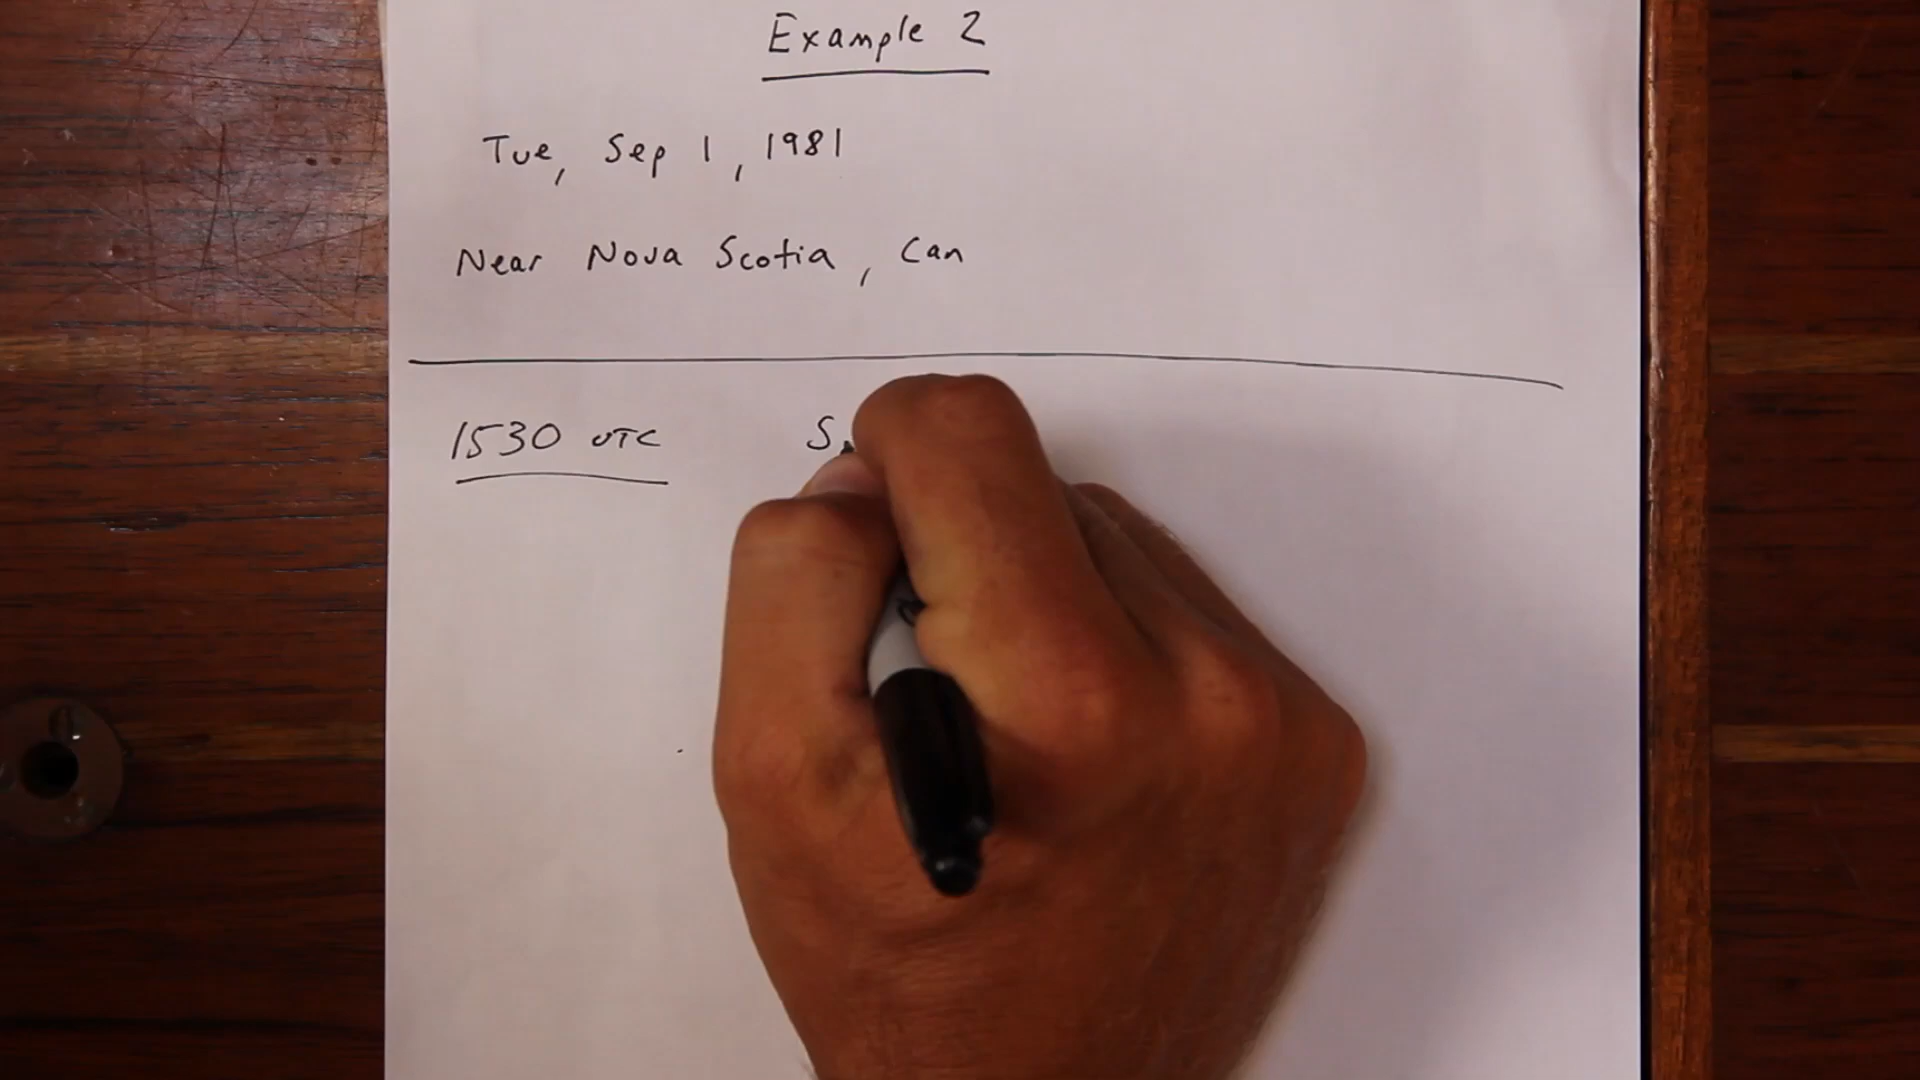 Example 2
Tue, Sep 1, 1981
Near Nova Scotia, Can
1530 UTC